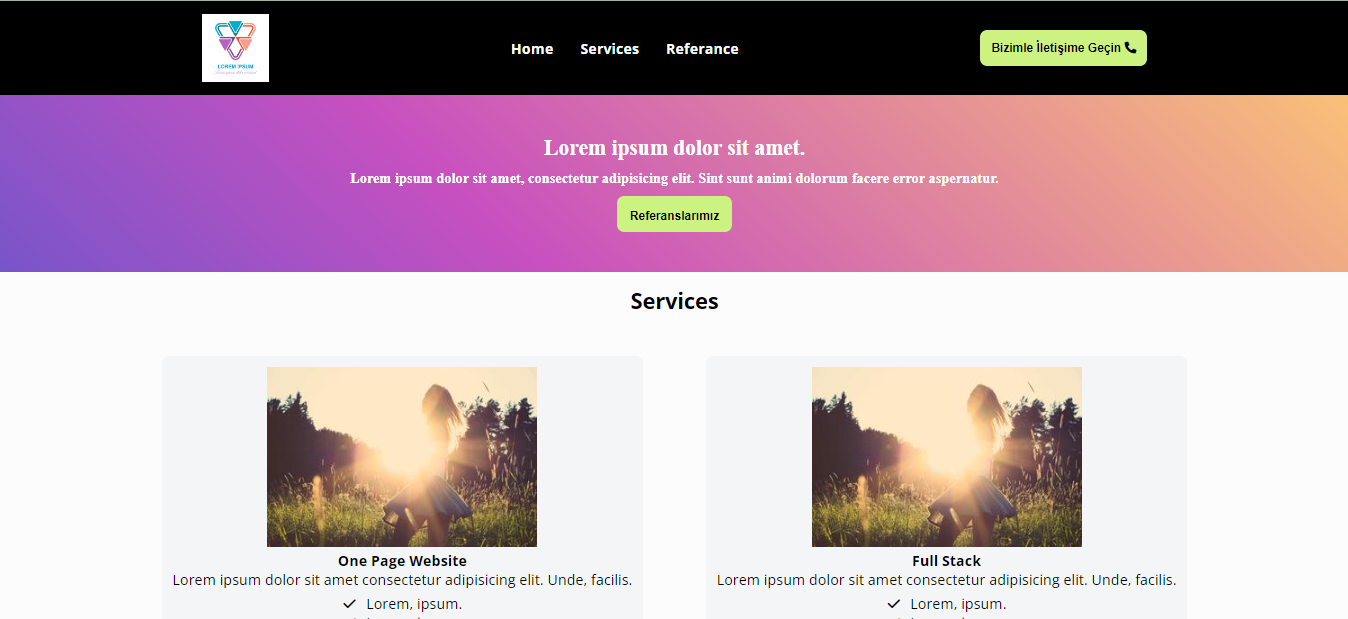 LOREM IPSUM
Home Services Referance
Bizimle İletişime Geçin
Lorem ipsum dolor sit amet.
Lorem ipsum dolor sit amet, consectetur adipisicing elit. Sint sunt animi dolorum facere error aspernatur.
Referanslarımız
Services
One Page Website
Lorem ipsum dolor sit amet consectetur adipisicing elit. Unde, facilis.
Lorem, ipsum.
Full Stack
Lorem ipsum dolor sit amet consectetur adipisicing elit. Unde, facilis.
Lorem, ipsum.